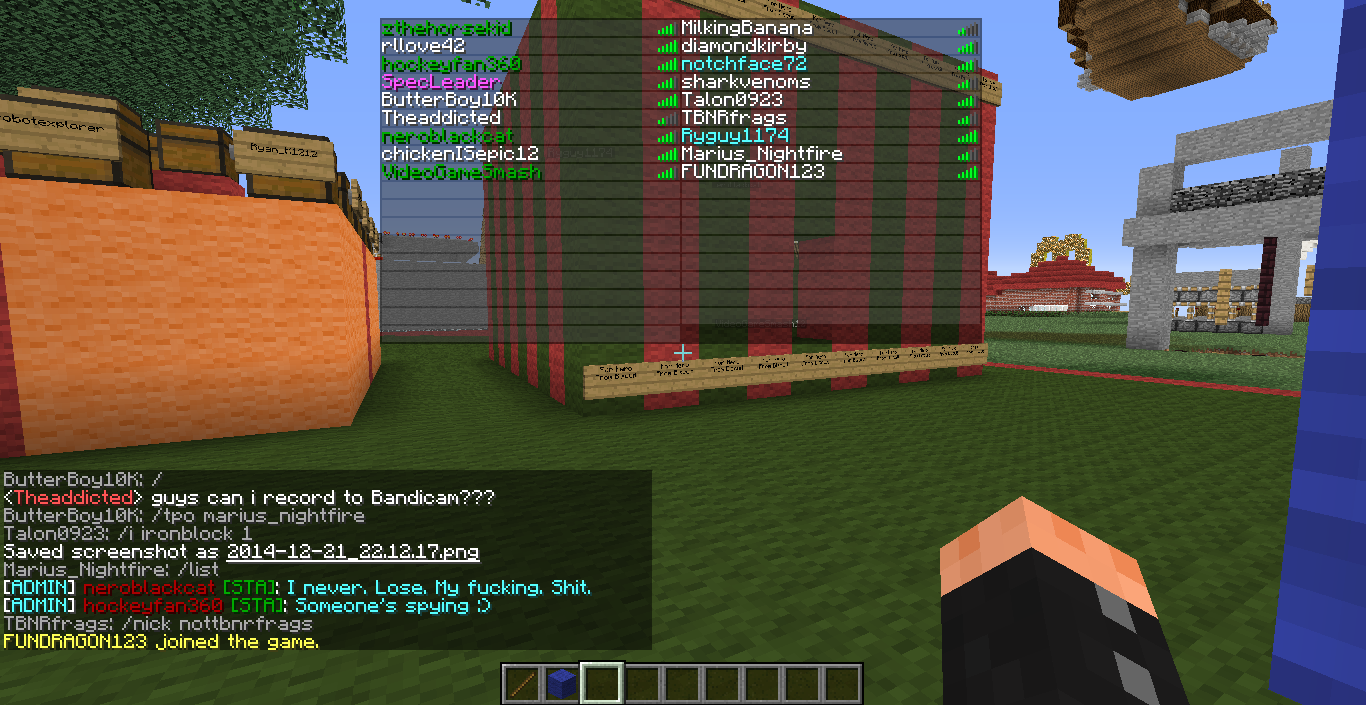 zthehorsekid MilkingBanana
rllove42 diamondkirby
hockeyfan360 notchface72
SpecLeader sharkvenoms
ButterBoy10K Talon0923
Theaddicted TBNRfrags
neroblackcat Ryguy1174
chickenISepic12 Marius_Nightfire
VideoGameSmash FUNDRAGON123
robotexplorer
Ryan_K1212
ButterBoy10K: /
<Theaddicted> guys can i record to Bandicam???
ButterBoy10K: /tpo marius_nightfire
Talon0923: /i ironblock 1
Saved screenshot as 2014-12-21_22.12.17.png
Marius_Nightfire: /list
[ADMIN] neroblackcat [STA]: I never. Lose. My fucking. Shit.
[ADMIN] hockeyfan360 [STA]: Someone's spying :)
TBNRfrags: /nick nottbnrfrags
FUNDRAGON123 joined the game.